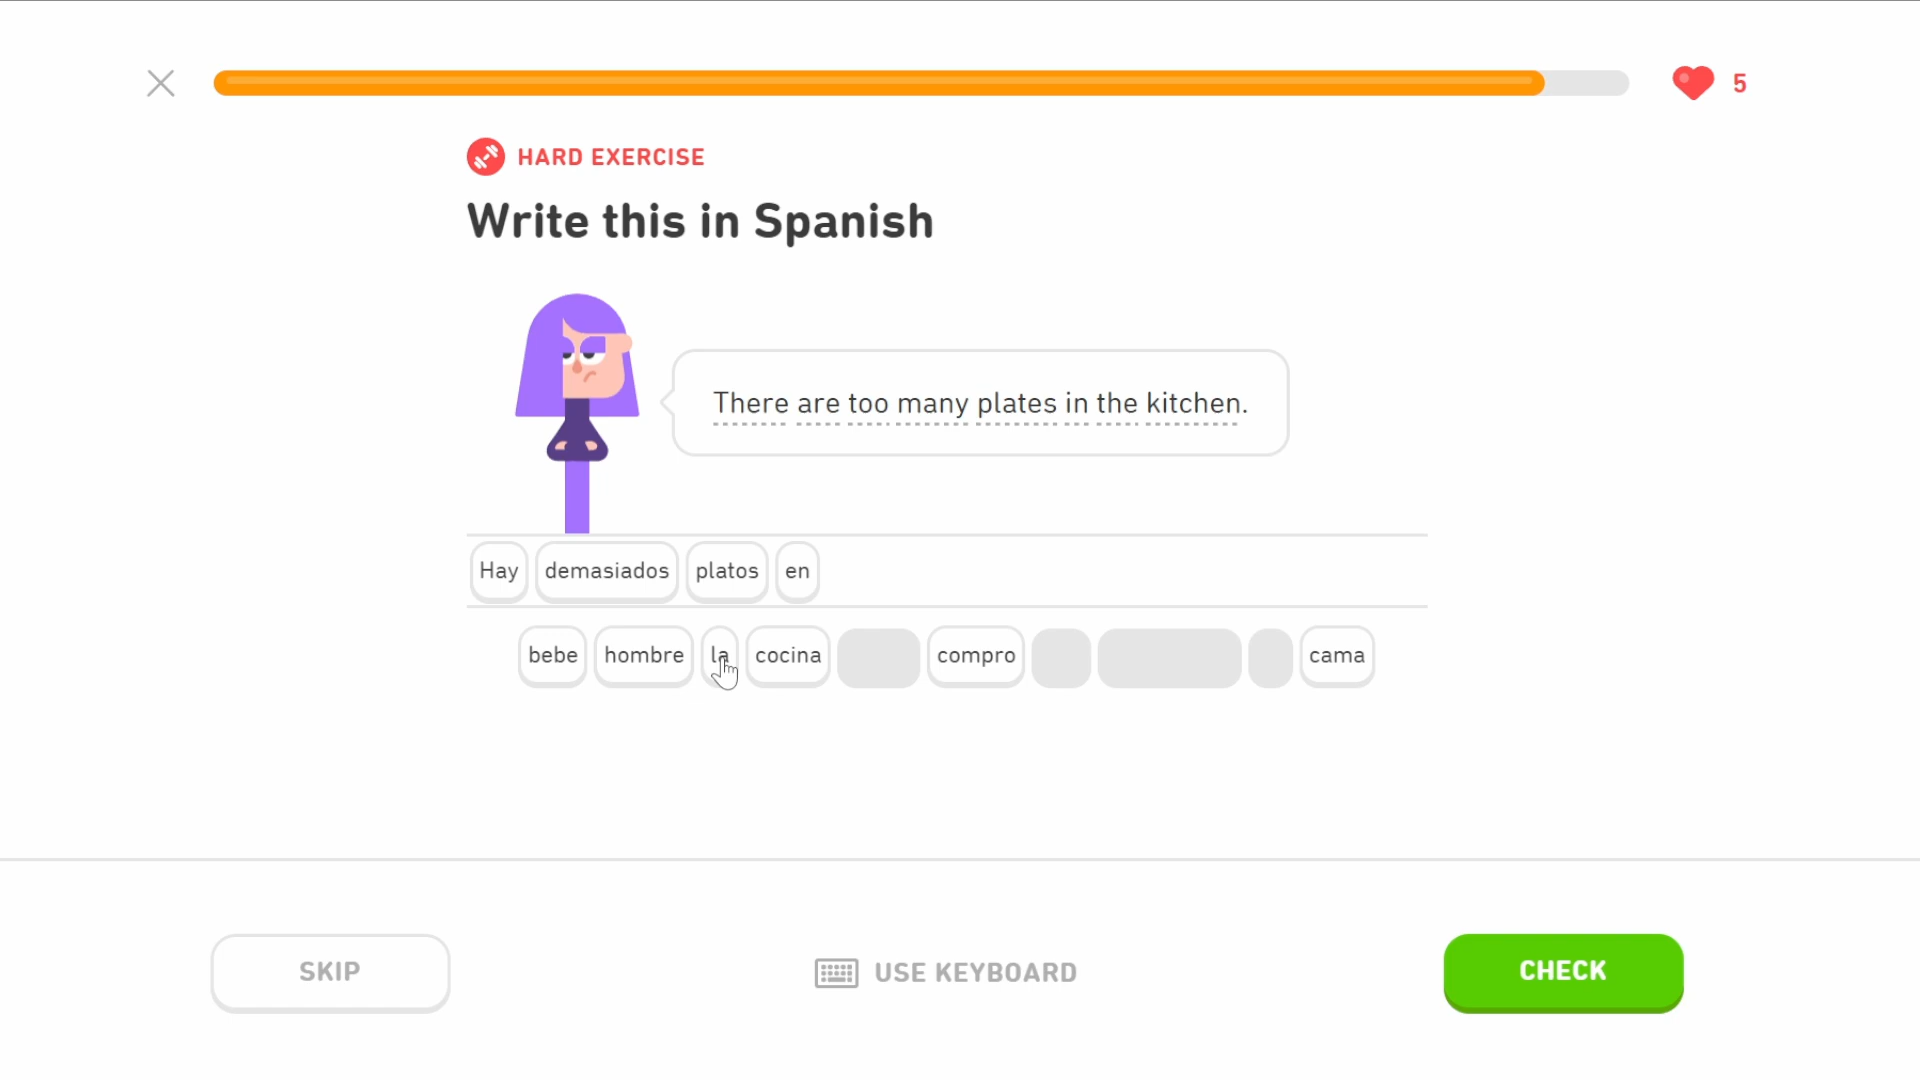 5
HARD EXERCISE
Write this in Spanish
There are too many plates in the kitchen.
Hay demasiados platos en
bebe hombre la cocina compro cama
SKIP USE KEYBOARD CHECK